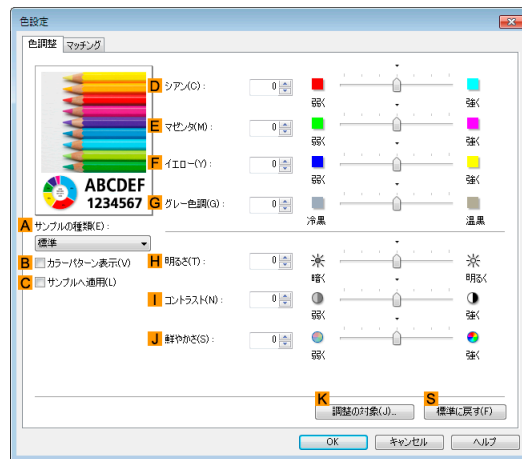 色設定
色調整 マッチング
D シアン(C): 0 弱く 強く
E マゼンタ(M): 0 弱く 強く
F イエロー(Y): 0 弱く 強く
ABCDEF
1234567
G グレー色調(G): 0 冷黒 温黒
A サンプルの種類(E):
標準
B カラーパターン表示(V)
C サンプルへ適用(L)
H 明るさ(T): 0 暗く 明るく
I コントラスト(N): 0 弱く 強く
J 鮮やかさ(S): 0 弱く 強く
K 調整の対象(J)... S 標準に戻す(F)
OK キャンセル ヘルプ